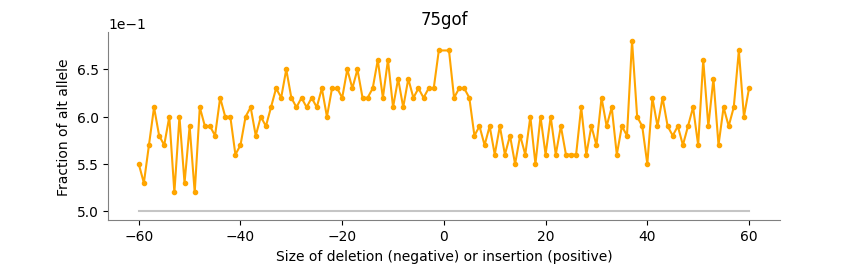 75gof
1e−1
Fraction of alt allele
6.5
6.0
5.5
5.0
−60
−40
−20
0
20
40
60
Size of deletion (negative) or insertion (positive)